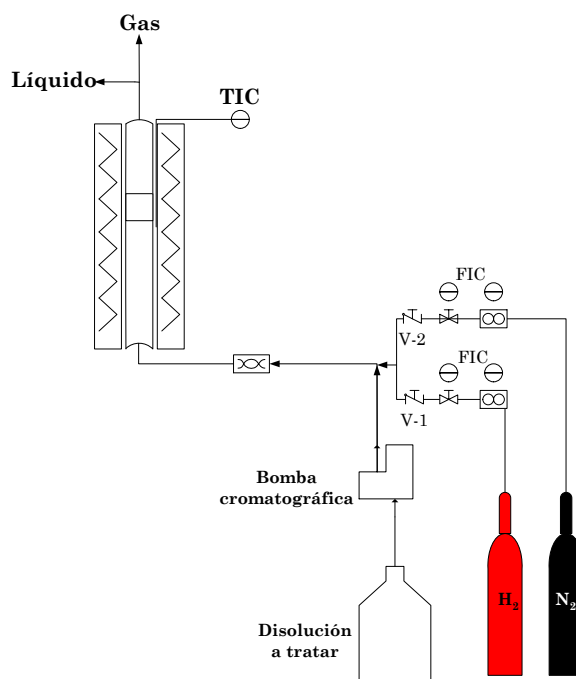 Gas
Líquido
TIC
FIC
V-2
FIC
V-1
Bomba
cromatográfica
H2
N2
Disolución
a tratar